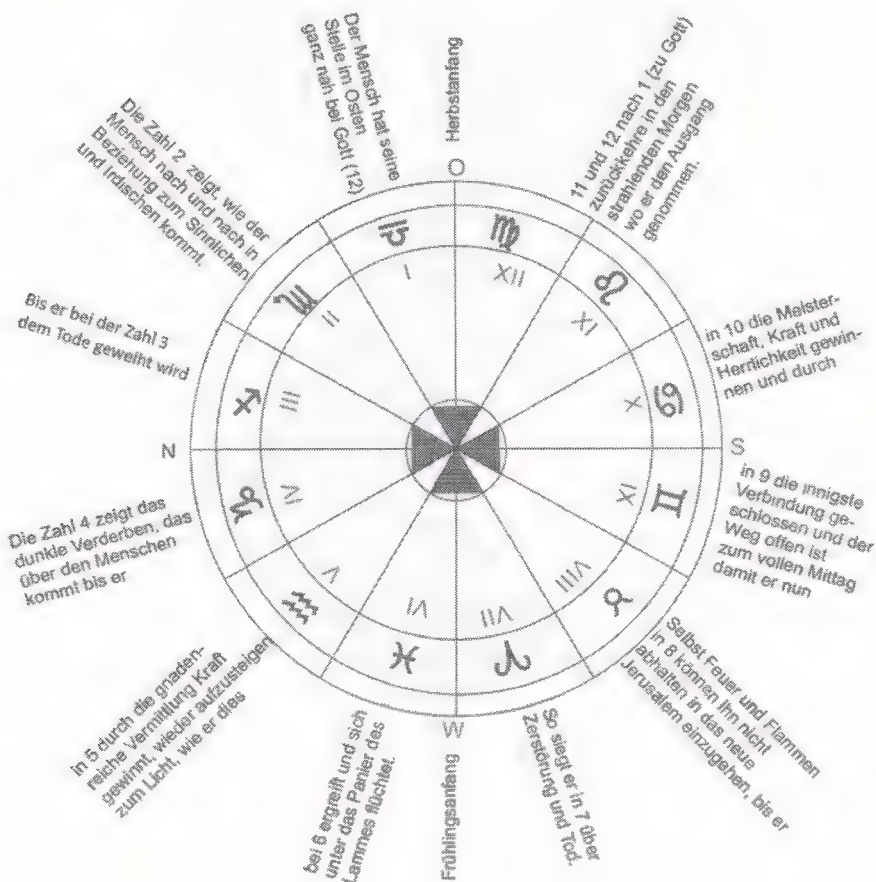 Herbstanfang
O
Der Mensch hat seine
Stelle im Osten
ganz nah bei Gott (12)
Die Zahl 2 zeigt, wie der
Mensch nach und nach in
Beziehung zum Sinnlichen
und Irdischen kommt.
Bis er bei der Zahl 3
dem Tode geweiht wird
N
Die Zahl 4 zeigt das
dunkle Verderben, das
über den Menschen
kommt bis er
in 5 durch die gnaden-
reiche Vermittlung Kraft
gewinnt, wieder aufzusteigen
zum Licht, wie er dies
bei 6 ergreift und sich
unter das Panier des
Lammes flüchtet.
W
Frühlingsanfang
So siegt er in 7 über
Zerstörung und Tod.
Selbst Feuer und Flammen
in 8 können ihn nicht
abhalten in das neue
Jerusalem einzugehen, bis er
in 9 die innigste
Verbindung ge-
schlossen und der
Weg offen ist
zum vollen Mittag
damit er nun
S
in 10 die Meister-
schaft, Kraft und
Herrlichkeit gewin-
nen und durch
11 und 12 nach 1 (zu Gott)
zurückkehre in den
strahlenden Morgen
wo er den Ausgang
genommen.
♎ ♏ ♐ ♑ ♒ ♓ ♈ ♉ ♊ ♋ ♌ ♍
I
II
III
IV
V
VI
VII
VIII
IX
X
XI
XII